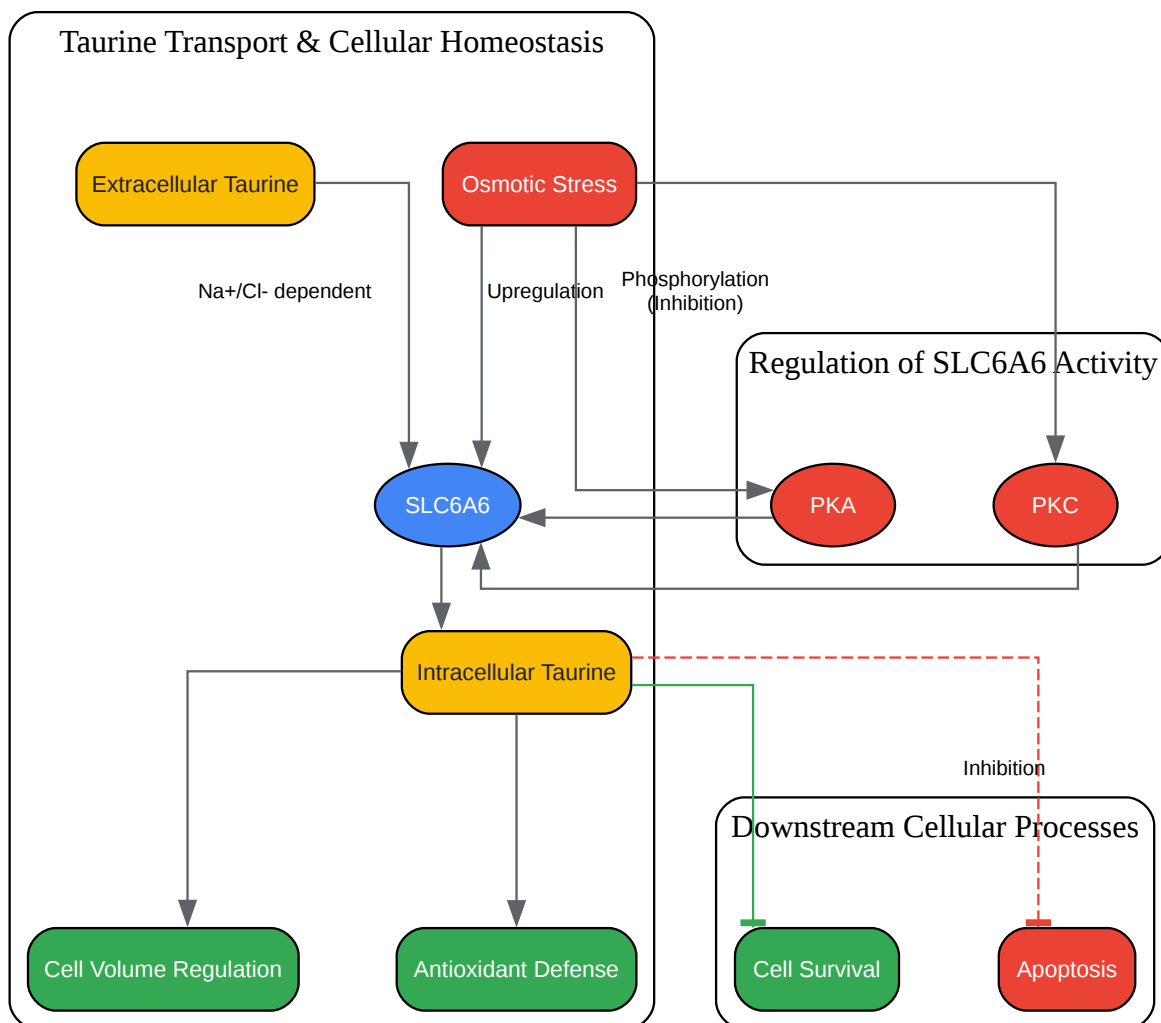 Taurine Transport & Cellular Homeostasis
Extracellular Taurine
Osmotic Stress
Na+/Cl- dependent
Upregulation
Phosphorylation
(Inhibition)
Regulation of SLC6A6 Activity
SLC6A6
PKA
PKC
Intracellular Taurine
Inhibition
Downstream Cellular Processes
Cell Volume Regulation
Antioxidant Defense
Cell Survival
Apoptosis